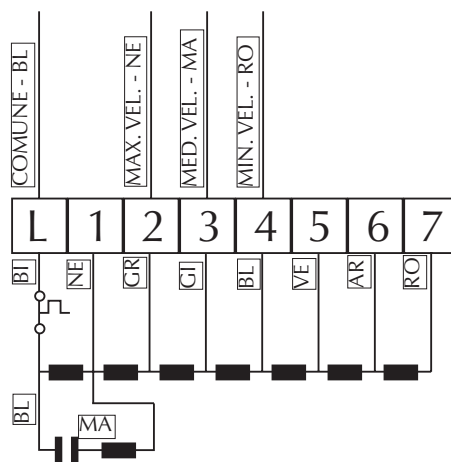 COMUNE - BL
MAX. VEL. - NE
MED. VEL. - MA
MIN. VEL. - RO
L 1 2 3 4 5 6 7
BI NE GR GI BL VE AR RO
BL
MA